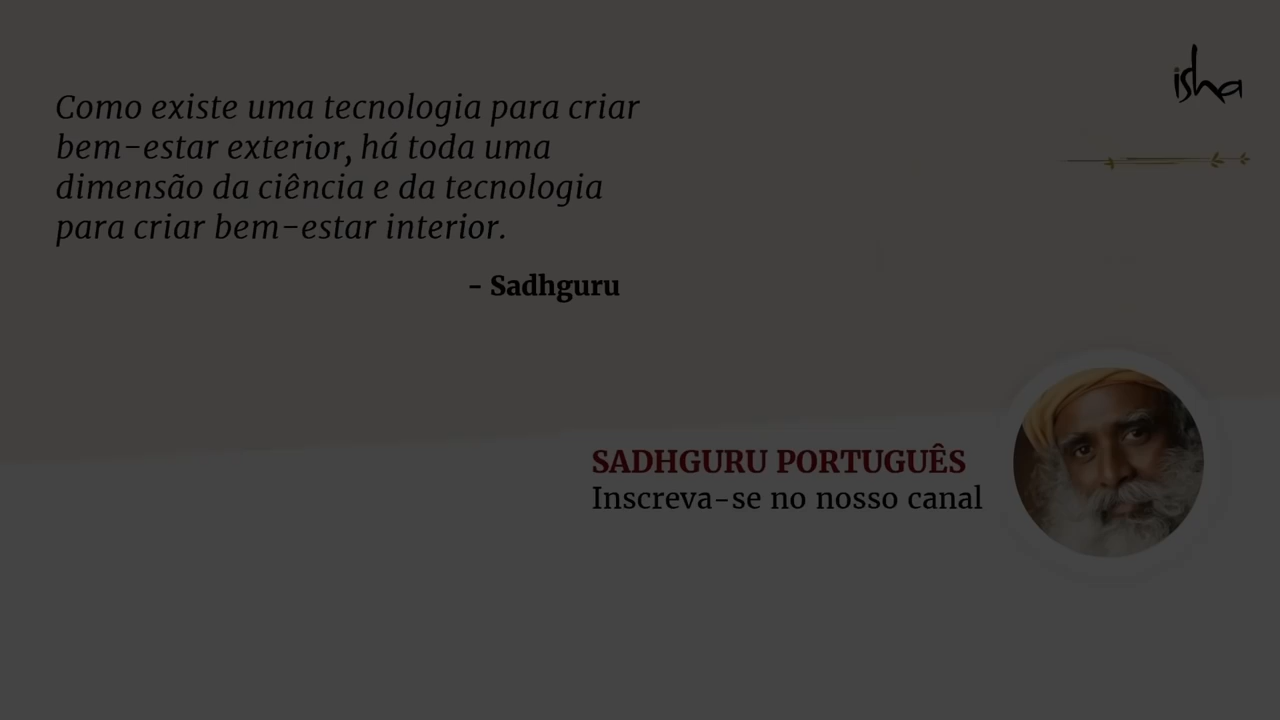 isha
Como existe uma tecnologia para criar
bem-estar exterior, há toda uma
dimensão da ciência e da tecnologia
para criar bem-estar interior.
- Sadhguru
SADHGURU PORTUGUÊS
Inscreva-se no nosso canal